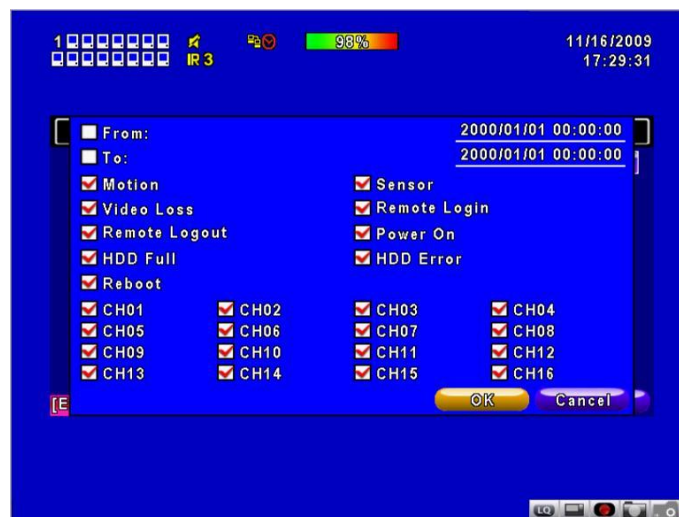 1 98% 11/16/2009
IR 3 17:29:31
From: 2000/01/01 00:00:00
To: 2000/01/01 00:00:00
Motion Sensor
Video Loss Remote Login
Remote Logout Power On
HDD Full HDD Error
Reboot
CH01 CH02 CH03 CH04
CH05 CH06 CH07 CH08
CH09 CH10 CH11 CH12
CH13 CH14 CH15 CH16
[E OK Cancel
LQ